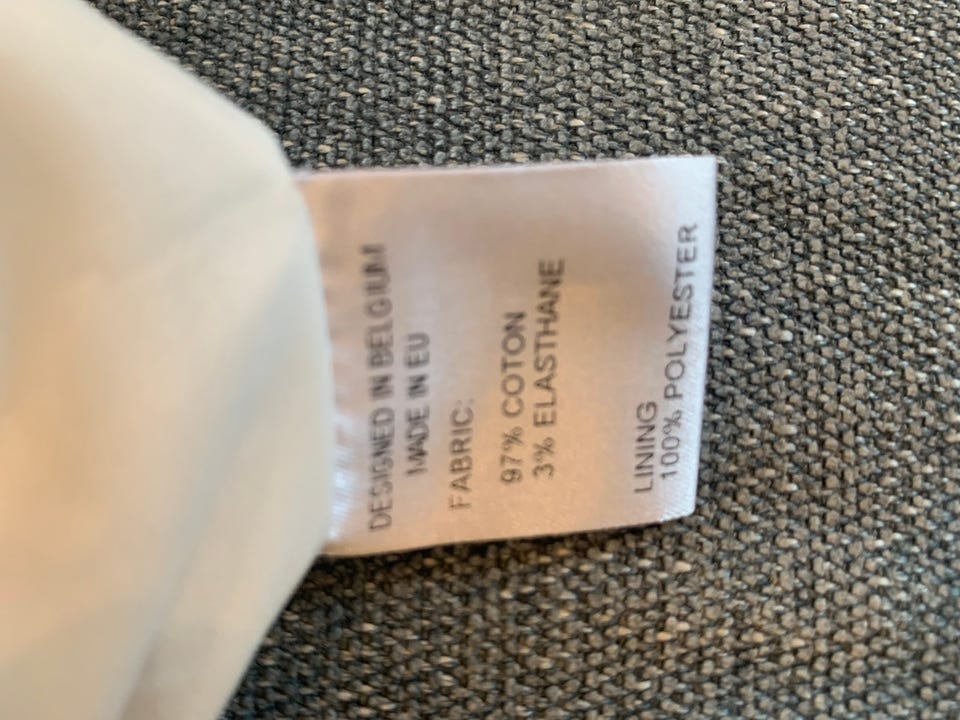 DESIGNED IN BELGIUM
MADE IN EU
FABRIC:
97% COTON
3% ELASTHANE
LINING
100% POLYESTER